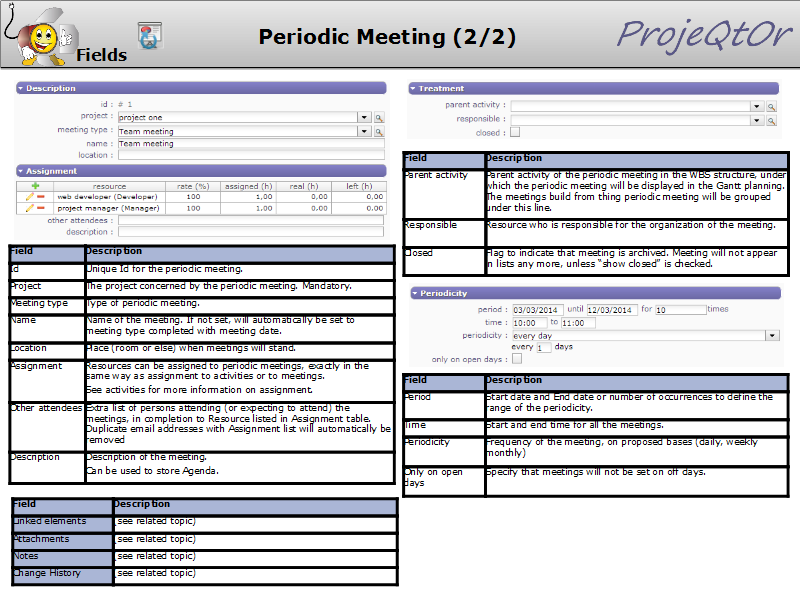 Fields
Periodic Meeting (2/2)
ProjeQtOr
Description
id : # 1
project : project one
meeting type : Team meeting
name : Team meeting
location :
Assignment
resource rate (%) assigned (h) real (h) left (h)
web developer (Developer) 100 1,00 0,00 0,00
project manager (Manager) 100 1.00 0.00 0.00
other attendees :
description :
Field Description
Id Unique Id for the periodic meeting.
Project The project concerned by the periodic meeting. Mandatory.
Meeting type Type of periodic meeting.
Name Name of the meeting. If not set, will automatically be set to
meeting type completed with meeting date.
Location Place (room or else) when meetings will stand.
Assignment Resources can be assigned to periodic meetings, exactly in the
same way as assignment to activities or to meetings.
See activities for more information on assignment.
Other attendees Extra list of persons attending (or expecting to attend) the
meetings, in completion to Resource listed in Assignment table.
Duplicate email addresses with Assignment list will automatically be
removed
Description Description of the meeting.
Can be used to store Agenda.
Field Description
Linked elements (see related topic)
Attachments (see related topic)
Notes (see related topic)
Change History (see related topic)
Treatment
parent activity :
responsible :
closed :
Field Description
Parent activity Parent activity of the periodic meeting in the WBS structure, under
which the periodic meeting will be displayed in the Gantt planning.
The meetings build from thing periodic meeting will be grouped
under this line.
Responsible Resource who is responsible for the organization of the meeting.
Closed Flag to indicate that meeting is archived. Meeting will not appear
in lists any more, unless “show closed” is checked.
Periodicity
period : 03/03/2014 until 12/03/2014 for 10 times
time : 10:00 to 11:00
periodicity : every day
every 1 days
only on open days :
Field Description
Period Start date and End date or number of occurrences to define the
range of the periodicity.
Time Start and end time for all the meetings.
Periodicity Frequency of the meeting, on proposed bases (daily, weekly
monthly)
Only on open
days Specify that meetings will not be set on off days.